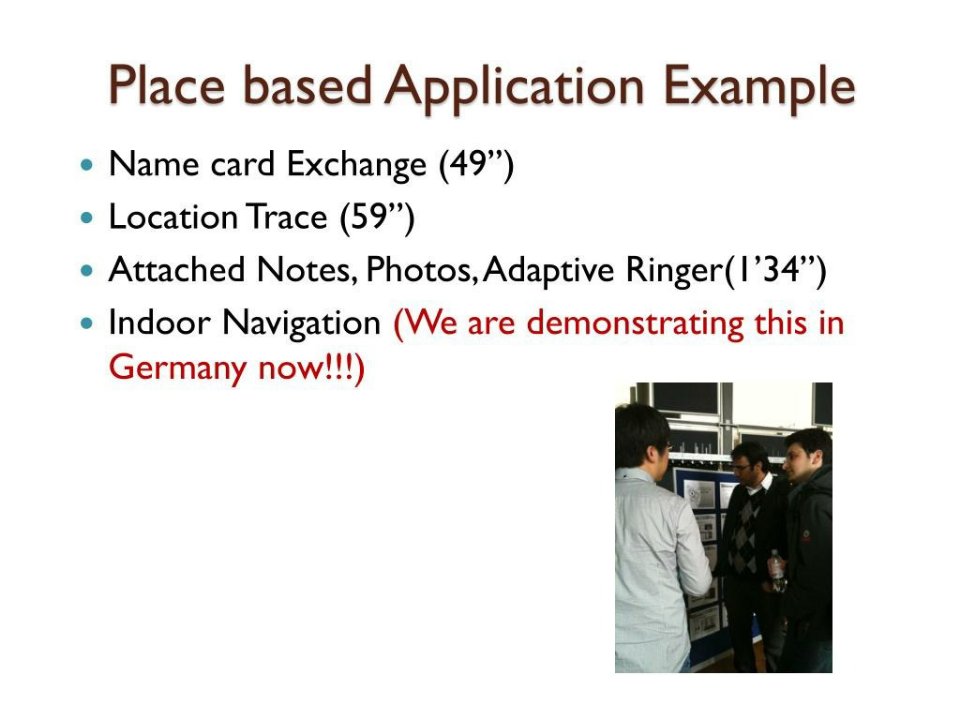 Place based Application Example
Name card Exchange (49”)
Location Trace (59”)
Attached Notes, Photos, Adaptive Ringer(1’34”)
Indoor Navigation (We are demonstrating this in
Germany now!!!)